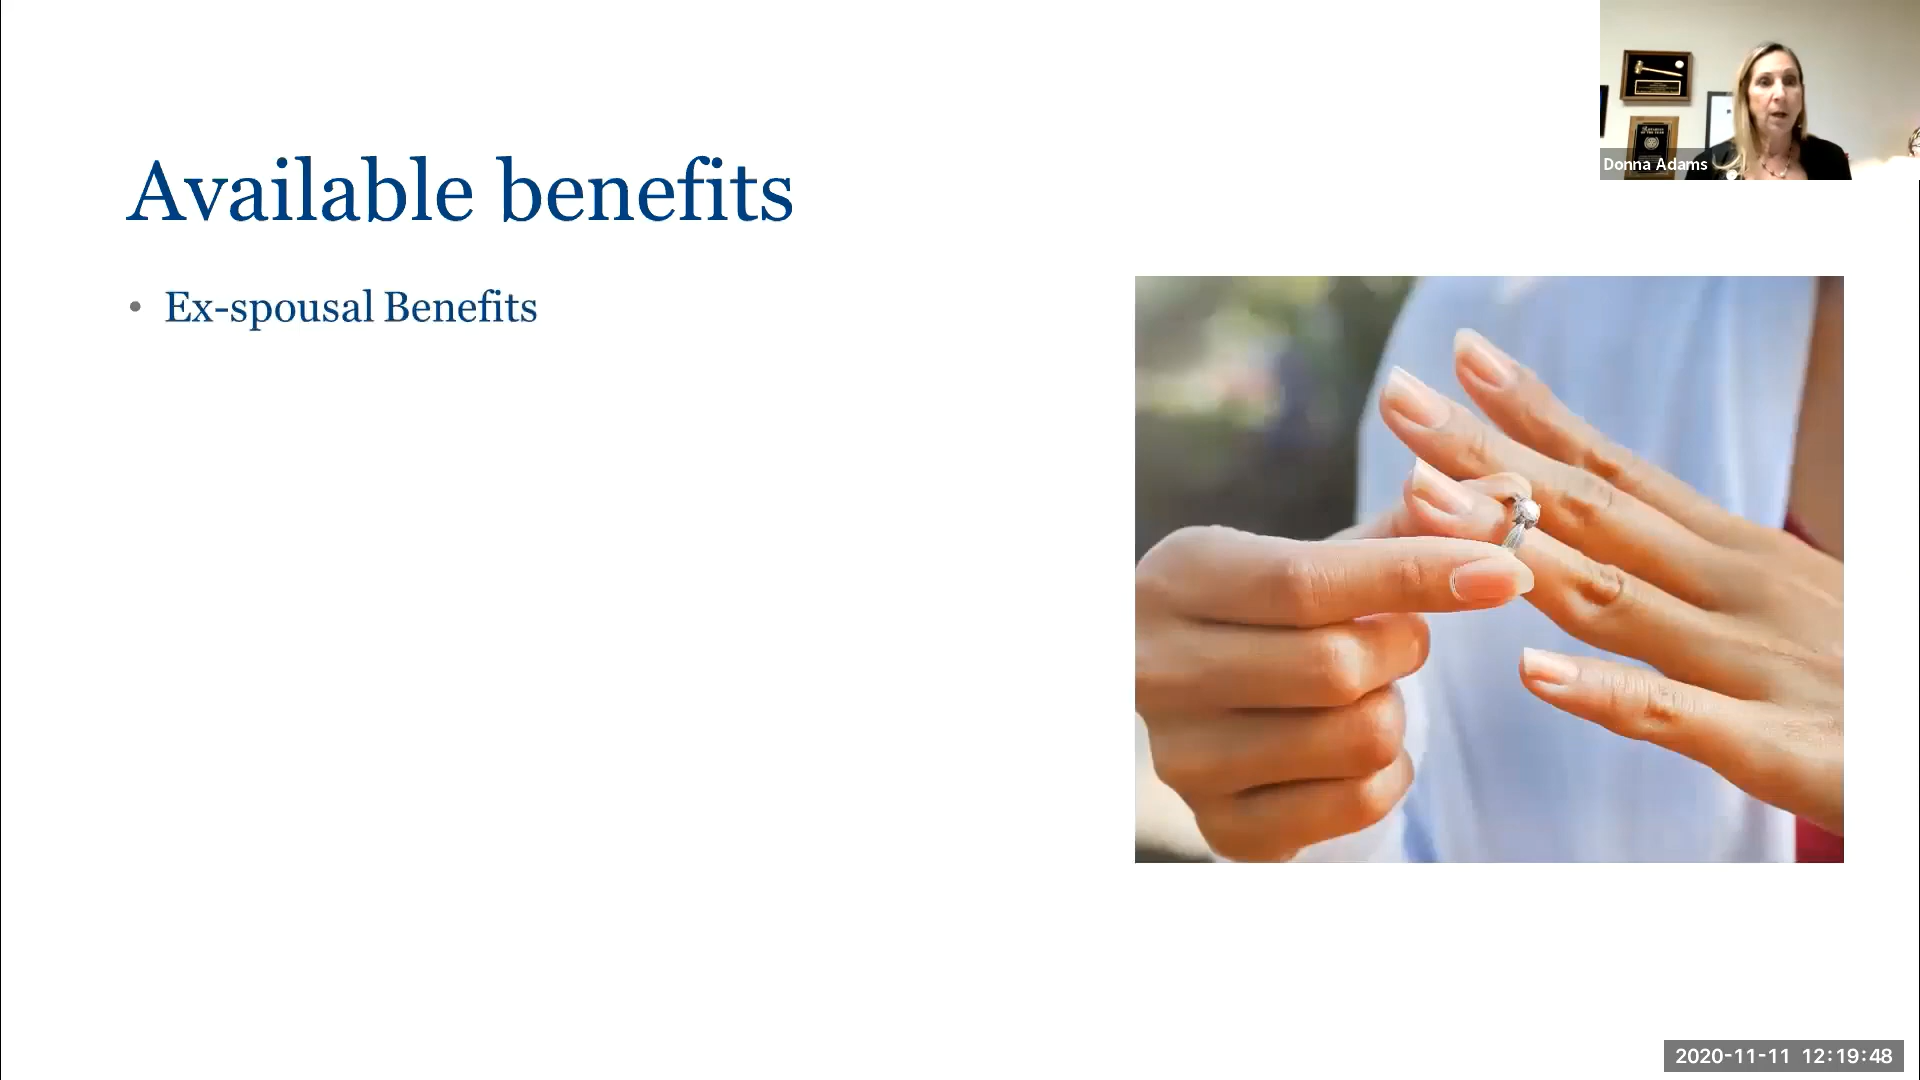 Available benefits
• Ex-spousal Benefits
Donna Adams
2020-11-11 12:19:48